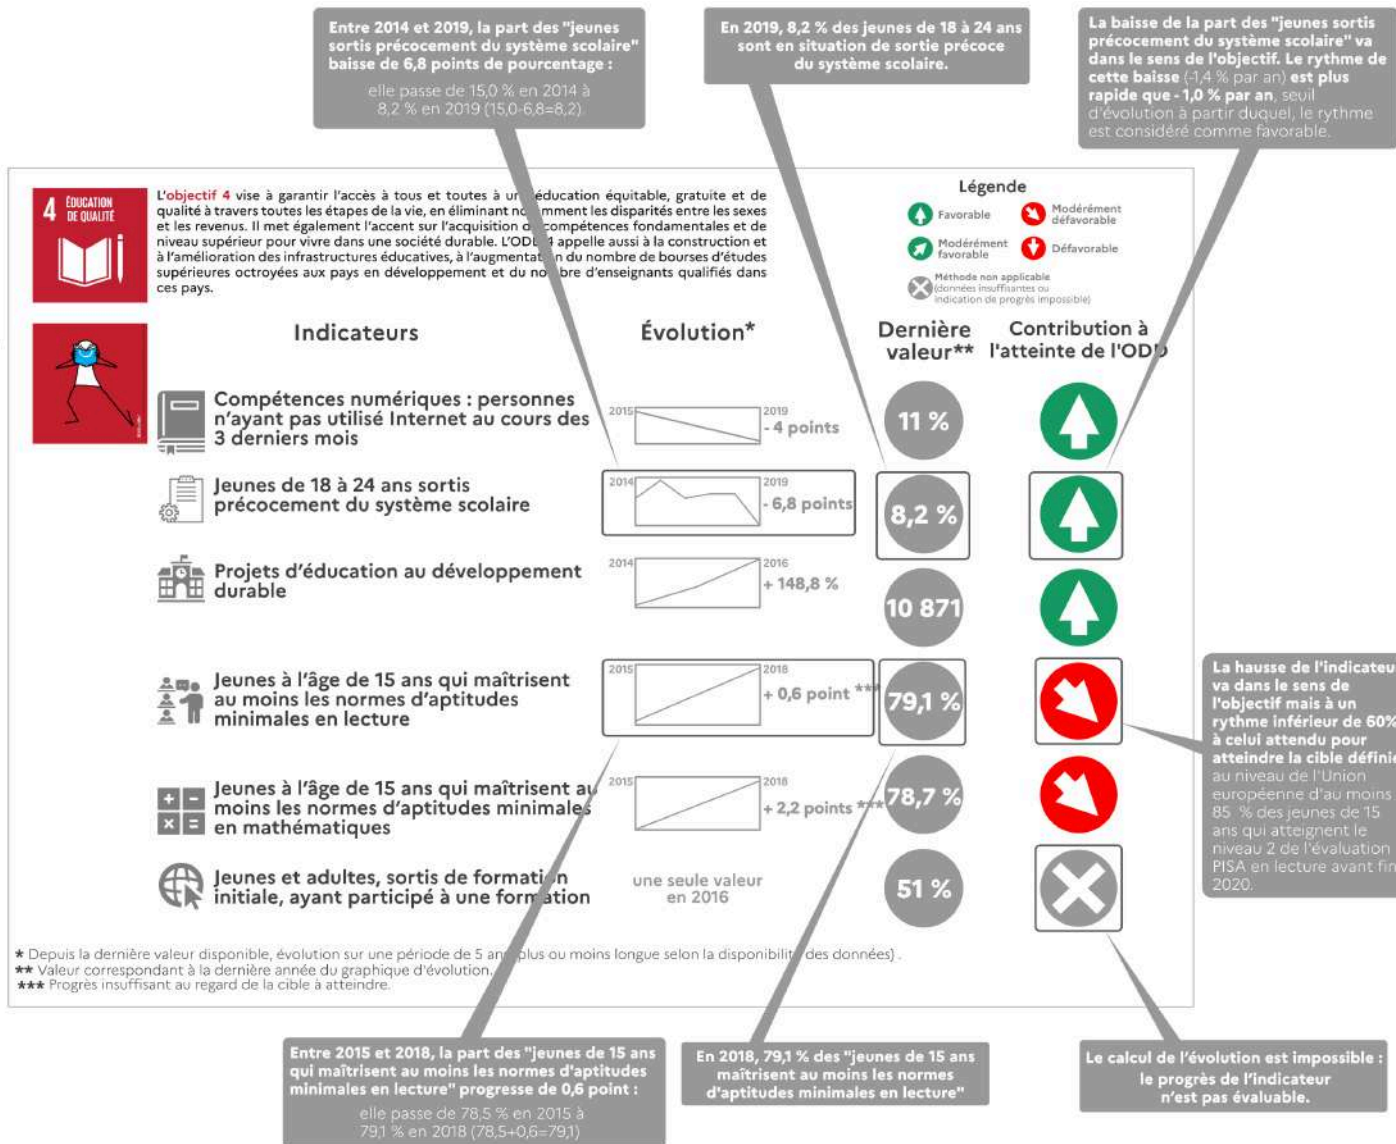 Entre 2014 et 2019, la part des "jeunes
sortis précocement du système scolaire"
baisse de 6,8 points de pourcentage :
elle passe de 15,0 % en 2014 à
8,2 % en 2019 (15,0-6,8=8,2).
En 2019, 8,2 % des jeunes de 18 à 24 ans
sont en situation de sortie précoce
du système scolaire.
La baisse de la part des "jeunes sortis
précocement du système scolaire" va
dans le sens de l'objectif. Le rythme de
cette baisse (-1,4 % par an) est plus
rapide que - 1,0 % par an, seuil
d'évolution à partir duquel, le rythme
est considéré comme favorable.
4 ÉDUCATION
DE QUALITÉ
L'objectif 4 vise à garantir l'accès à tous et toutes à une éducation équitable, gratuite et de
qualité à travers toutes les étapes de la vie, en éliminant notamment les disparités entre les sexes
et les revenus. Il met également l'accent sur l'acquisition de compétences fondamentales et de
niveau supérieur pour vivre dans une société durable. L'ODD 4 appelle aussi à la construction et
à l'amélioration des infrastructures éducatives, à l'augmentation du nombre de bourses d'études
supérieures octroyées aux pays en développement et du nombre d'enseignants qualifiés dans
ces pays.
Légende
Favorable
Modérément
défavorable
Modérément
favorable
Défavorable
Méthode non applicable
(données insuffisantes ou
indication de progrès impossible)
Indicateurs
Évolution*
Dernière
valeur**
Contribution à
l'atteinte de l'ODD
Compétences numériques : personnes
n'ayant pas utilisé Internet au cours des
3 derniers mois
2015
2019
- 4 points
11 %
Jeunes de 18 à 24 ans sortis
précocement du système scolaire
2014
2019
- 6,8 points
8,2 %
Projets d'éducation au développement
durable
2014
2016
+ 148,8 %
10 871
Jeunes à l'âge de 15 ans qui maîtrisent
au moins les normes d'aptitudes
minimales en lecture
2015
2018
+ 0,6 point ***
79,1 %
La hausse de l'indicateur
va dans le sens de
l'objectif mais à un
rythme inférieur de 60%
à celui attendu pour
atteindre la cible définie
au niveau de l'Union
européenne d'au moins
85 % des jeunes de 15
ans qui atteignent le
niveau 2 de l'évaluation
PISA en lecture avant fin
2020.
Jeunes à l'âge de 15 ans qui maîtrisent au
moins les normes d'aptitudes minimales
en mathématiques
2015
2018
+ 2,2 points ***
78,7 %
Jeunes et adultes, sortis de formation
initiale, ayant participé à une formation
une seule valeur
en 2016
51 %
* Depuis la dernière valeur disponible, évolution sur une période de 5 ans plus ou moins longue selon la disponibilité des données) .
** Valeur correspondant à la dernière année du graphique d'évolution.
*** Progrès insuffisant au regard de la cible à atteindre.
Entre 2015 et 2018, la part des "jeunes de 15 ans
qui maîtrisent au moins les normes d'aptitudes
minimales en lecture" progresse de 0,6 point :
elle passe de 78,5 % en 2015 à
79,1 % en 2018 (78,5+0,6=79,1)
En 2018, 79,1 % des "jeunes de 15 ans
maîtrisent au moins les normes
d'aptitudes minimales en lecture"
Le calcul de l'évolution est impossible :
le progrès de l'indicateur
n'est pas évaluable.